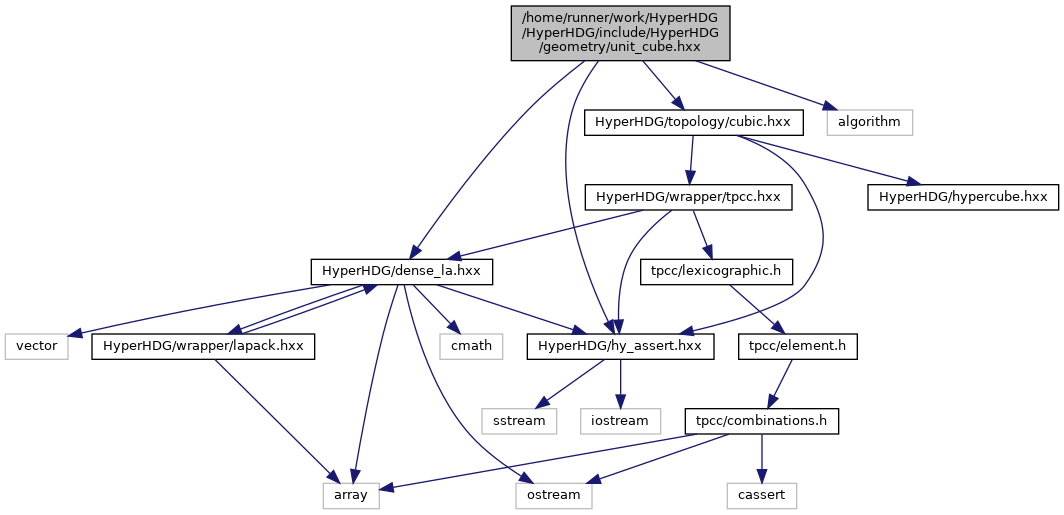 /home/runner/work/HyperHDG
/HyperHDG/include/HyperHDG
/geometry/unit_cube.hxx
HyperHDG/topology/cubic.hxx
algorithm
HyperHDG/wrapper/tpcc.hxx
HyperHDG/hypercube.hxx
HyperHDG/dense_la.hxx
tpcc/lexicographic.h
vector
HyperHDG/wrapper/lapack.hxx
cmath
HyperHDG/hy_assert.hxx
tpcc/element.h
sstream
iostream
tpcc/combinations.h
array
ostream
cassert